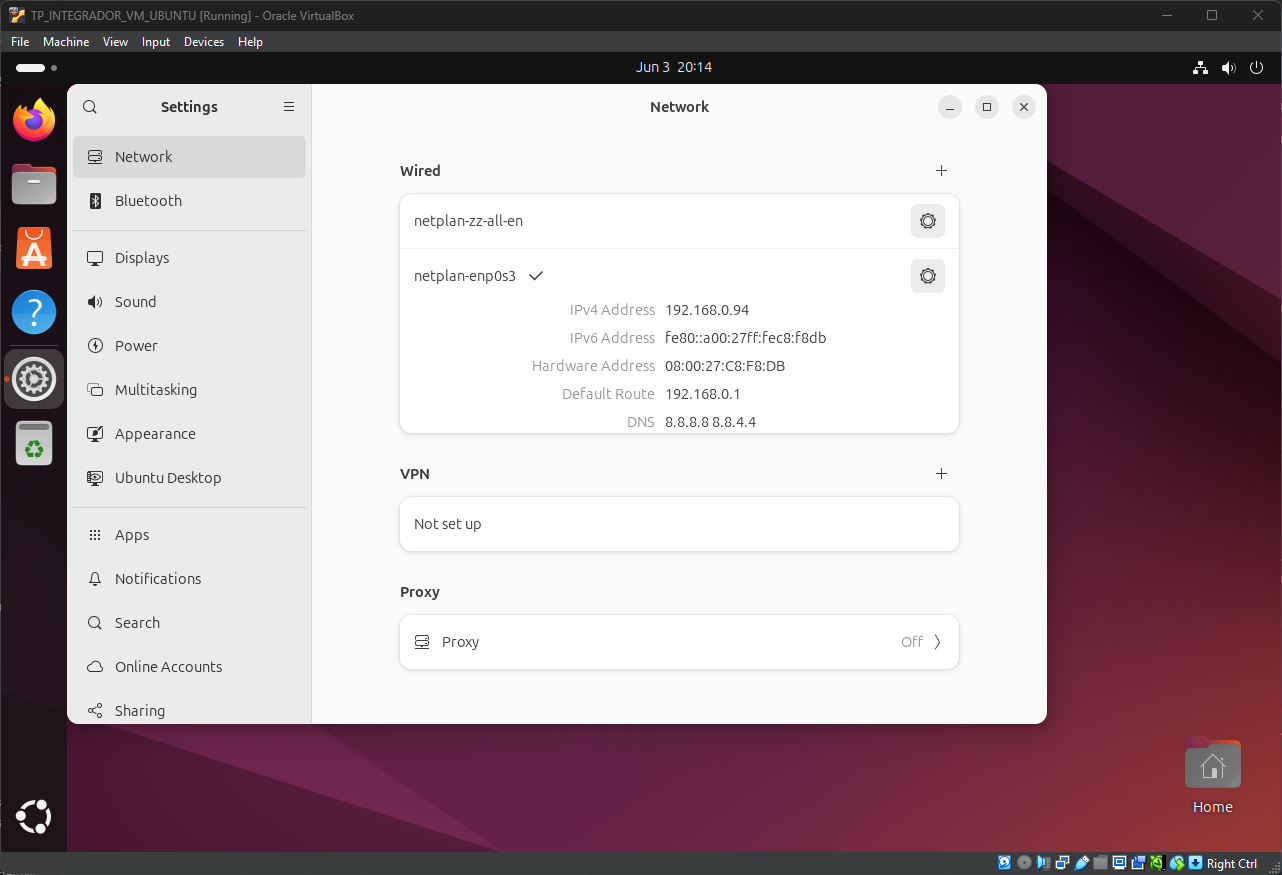 TP_INTEGRADOR_VM_UBUNTU [Running] - Oracle VirtualBox
File Machine View Input Devices Help
Jun 3 20:14
Settings
Network
Network
Bluetooth
Displays
Sound
Power
Multitasking
Appearance
Ubuntu Desktop
Apps
Notifications
Search
Online Accounts
Sharing
Wired
netplan-zz-all-en
netplan-enp0s3
IPv4 Address 192.168.0.94
IPv6 Address fe80::a00:27ff:fec8:f8db
Hardware Address 08:00:27:C8:F8:DB
Default Route 192.168.0.1
DNS 8.8.8.8 8.8.4.4
VPN
Not set up
Proxy
Proxy Off
Home
Right Ctrl